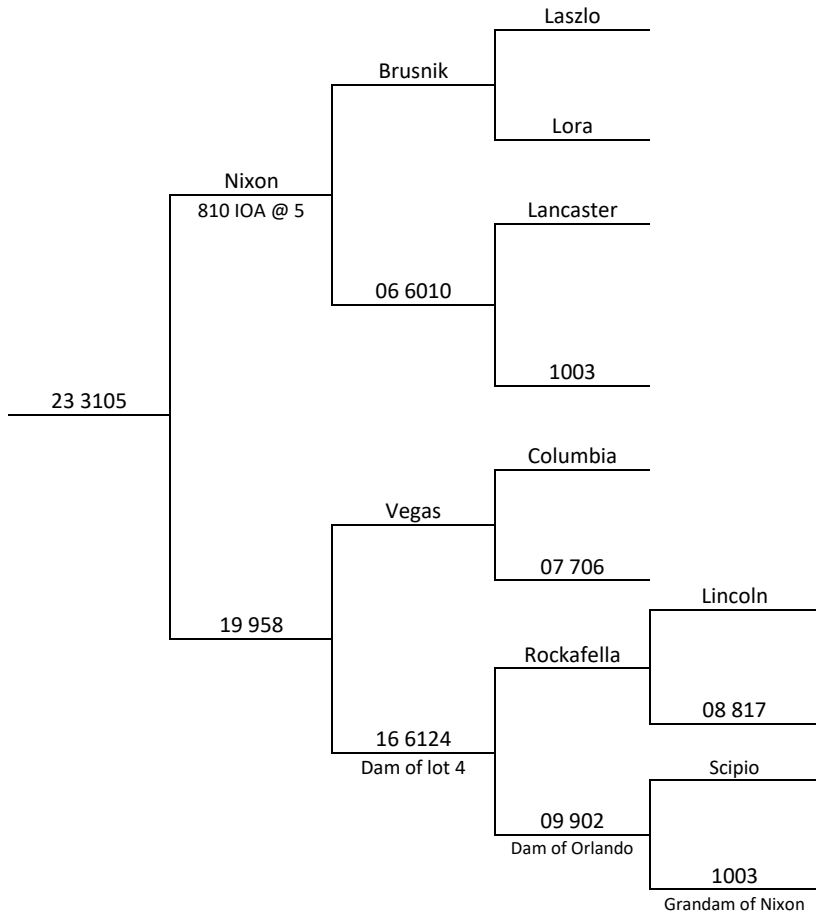 Laszlo
Brusnik
Lora
Nixon
810 IOA @ 5
Lancaster
06 6010
1003
23 3105
Columbia
Vegas
07 706
Lincoln
19 958
Rockafella
08 817
16 6124
Dam of lot 4
Scipio
09 902
Dam of Orlando
1003
Grandam of Nixon